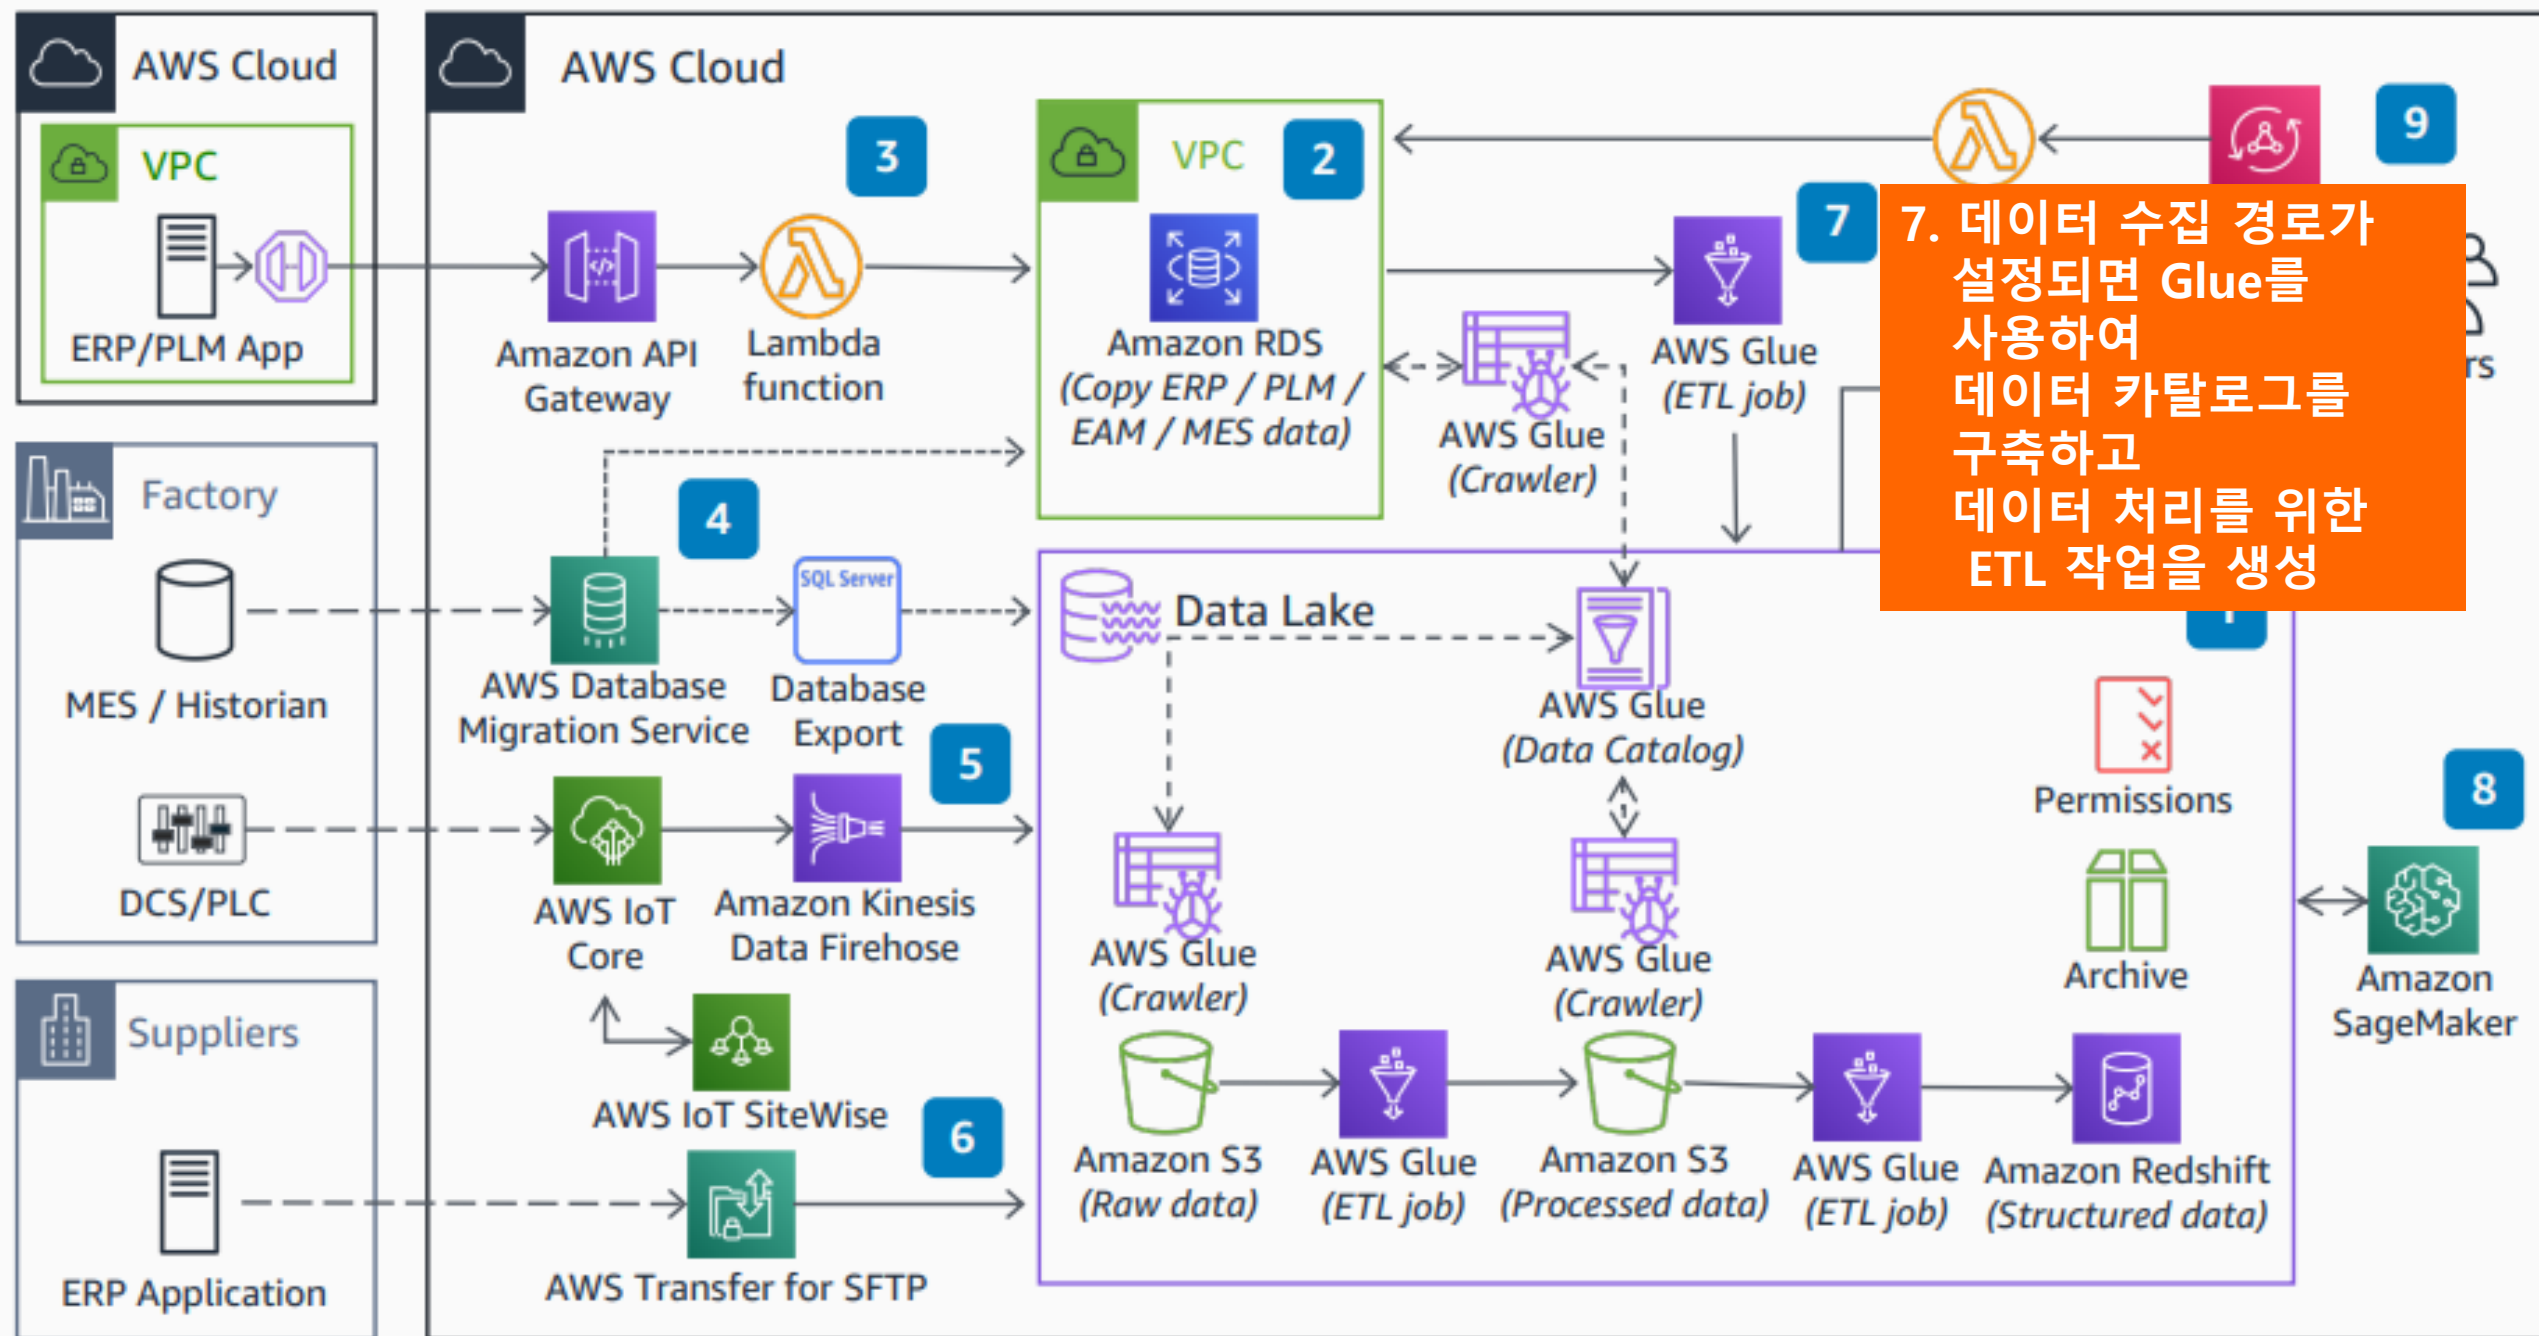 AWS Cloud
VPC
ERP/PLM App
Factory
MES / Historian
DCS/PLC
Suppliers
ERP Application
AWS Cloud
3
Amazon API
Gateway
Lambda
function
VPC
2
Amazon RDS
(Copy ERP / PLM /
EAM / MES data)
AWS Glue
(Crawler)
7
AWS Glue
(ETL job)
9
7. 데이터 수집 경로가
설정되면 Glue를
사용하여
데이터 카탈로그를
구축하고
데이터 처리를 위한
ETL 작업을 생성
rs
4
AWS Database
Migration Service
SQL Server
Database
Export
5
AWS IoT
Core
Amazon Kinesis
Data Firehose
AWS IoT SiteWise
6
AWS Transfer for SFTP
Data Lake
AWS Glue
(Data Catalog)
AWS Glue
(Crawler)
AWS Glue
(Crawler)
Permissions
Archive
8
Amazon
SageMaker
Amazon S3
(Raw data)
AWS Glue
(ETL job)
Amazon S3
(Processed data)
AWS Glue
(ETL job)
Amazon Redshift
(Structured data)